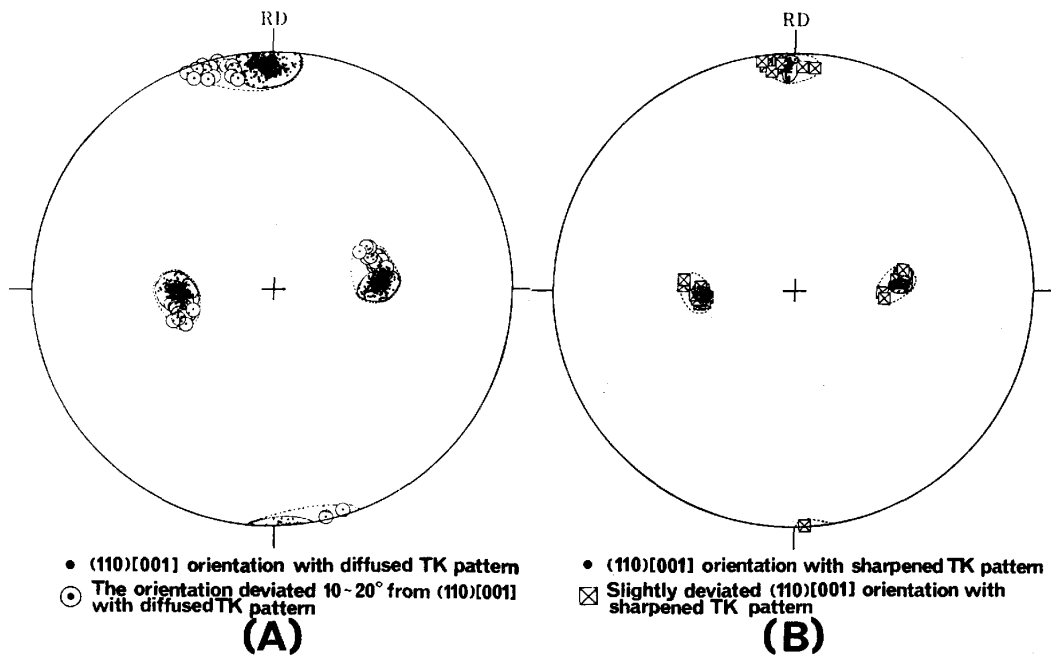 RD
RD
(110)[001] orientation with diffused TK pattern
The orientation deviated 10~20° from (110)[001]
with diffused TK pattern
(A)
(110)[001] orientation with sharpened TK pattern
Slightly deviated (110)[001] orientation with
sharpened TK pattern
(B)